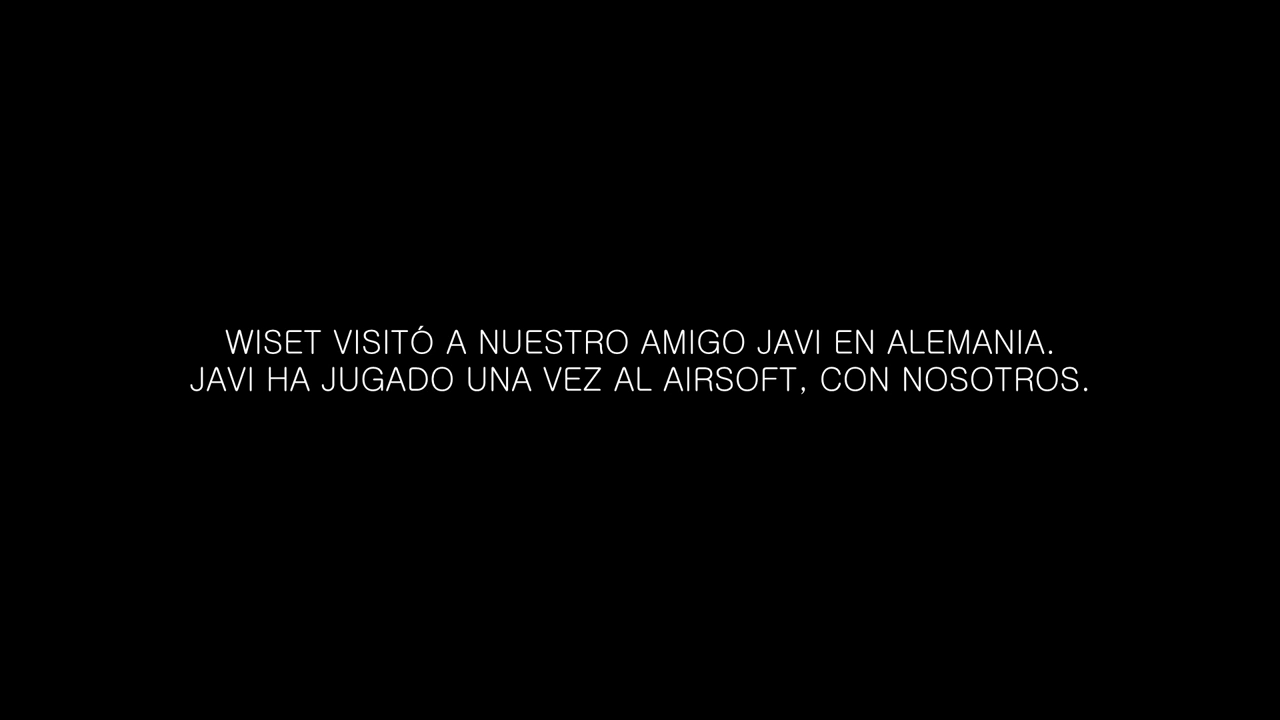 WISET VISITÓ A NUESTRO AMIGO JAVI EN ALEMANIA.
JAVI HA JUGADO UNA VEZ AL AIRSOFT, CON NOSOTROS.